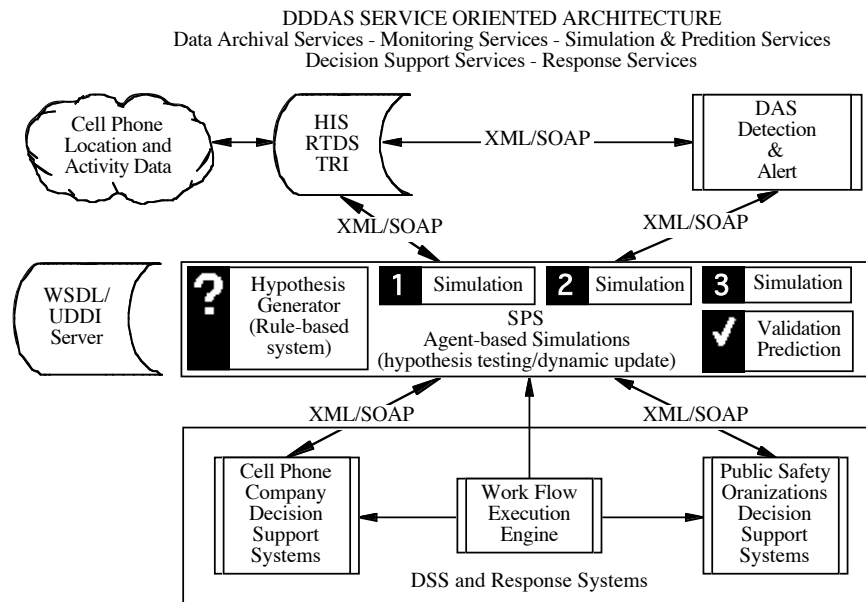 DDDAS SERVICE ORIENTED ARCHITECTURE
Data Archival Services - Monitoring Services - Simulation & Predition Services
Decision Support Services - Response Services
Cell Phone
Location and
Activity Data
HIS
RTDS
TRI
XML/SOAP
DAS
Detection
&
Alert
XML/SOAP
XML/SOAP
WSDL/
UDDI
Server
?
Hypothesis
Generator
(Rule-based
system)
1 Simulation
2 Simulation
3 Simulation
SPS
Agent-based Simulations
(hypothesis testing/dynamic update)
Validation
Prediction
XML/SOAP
XML/SOAP
Cell Phone
Company
Decision
Support
Systems
Work Flow
Execution
Engine
Public Safety
Oranizations
Decision
Support
Systems
DSS and Response Systems